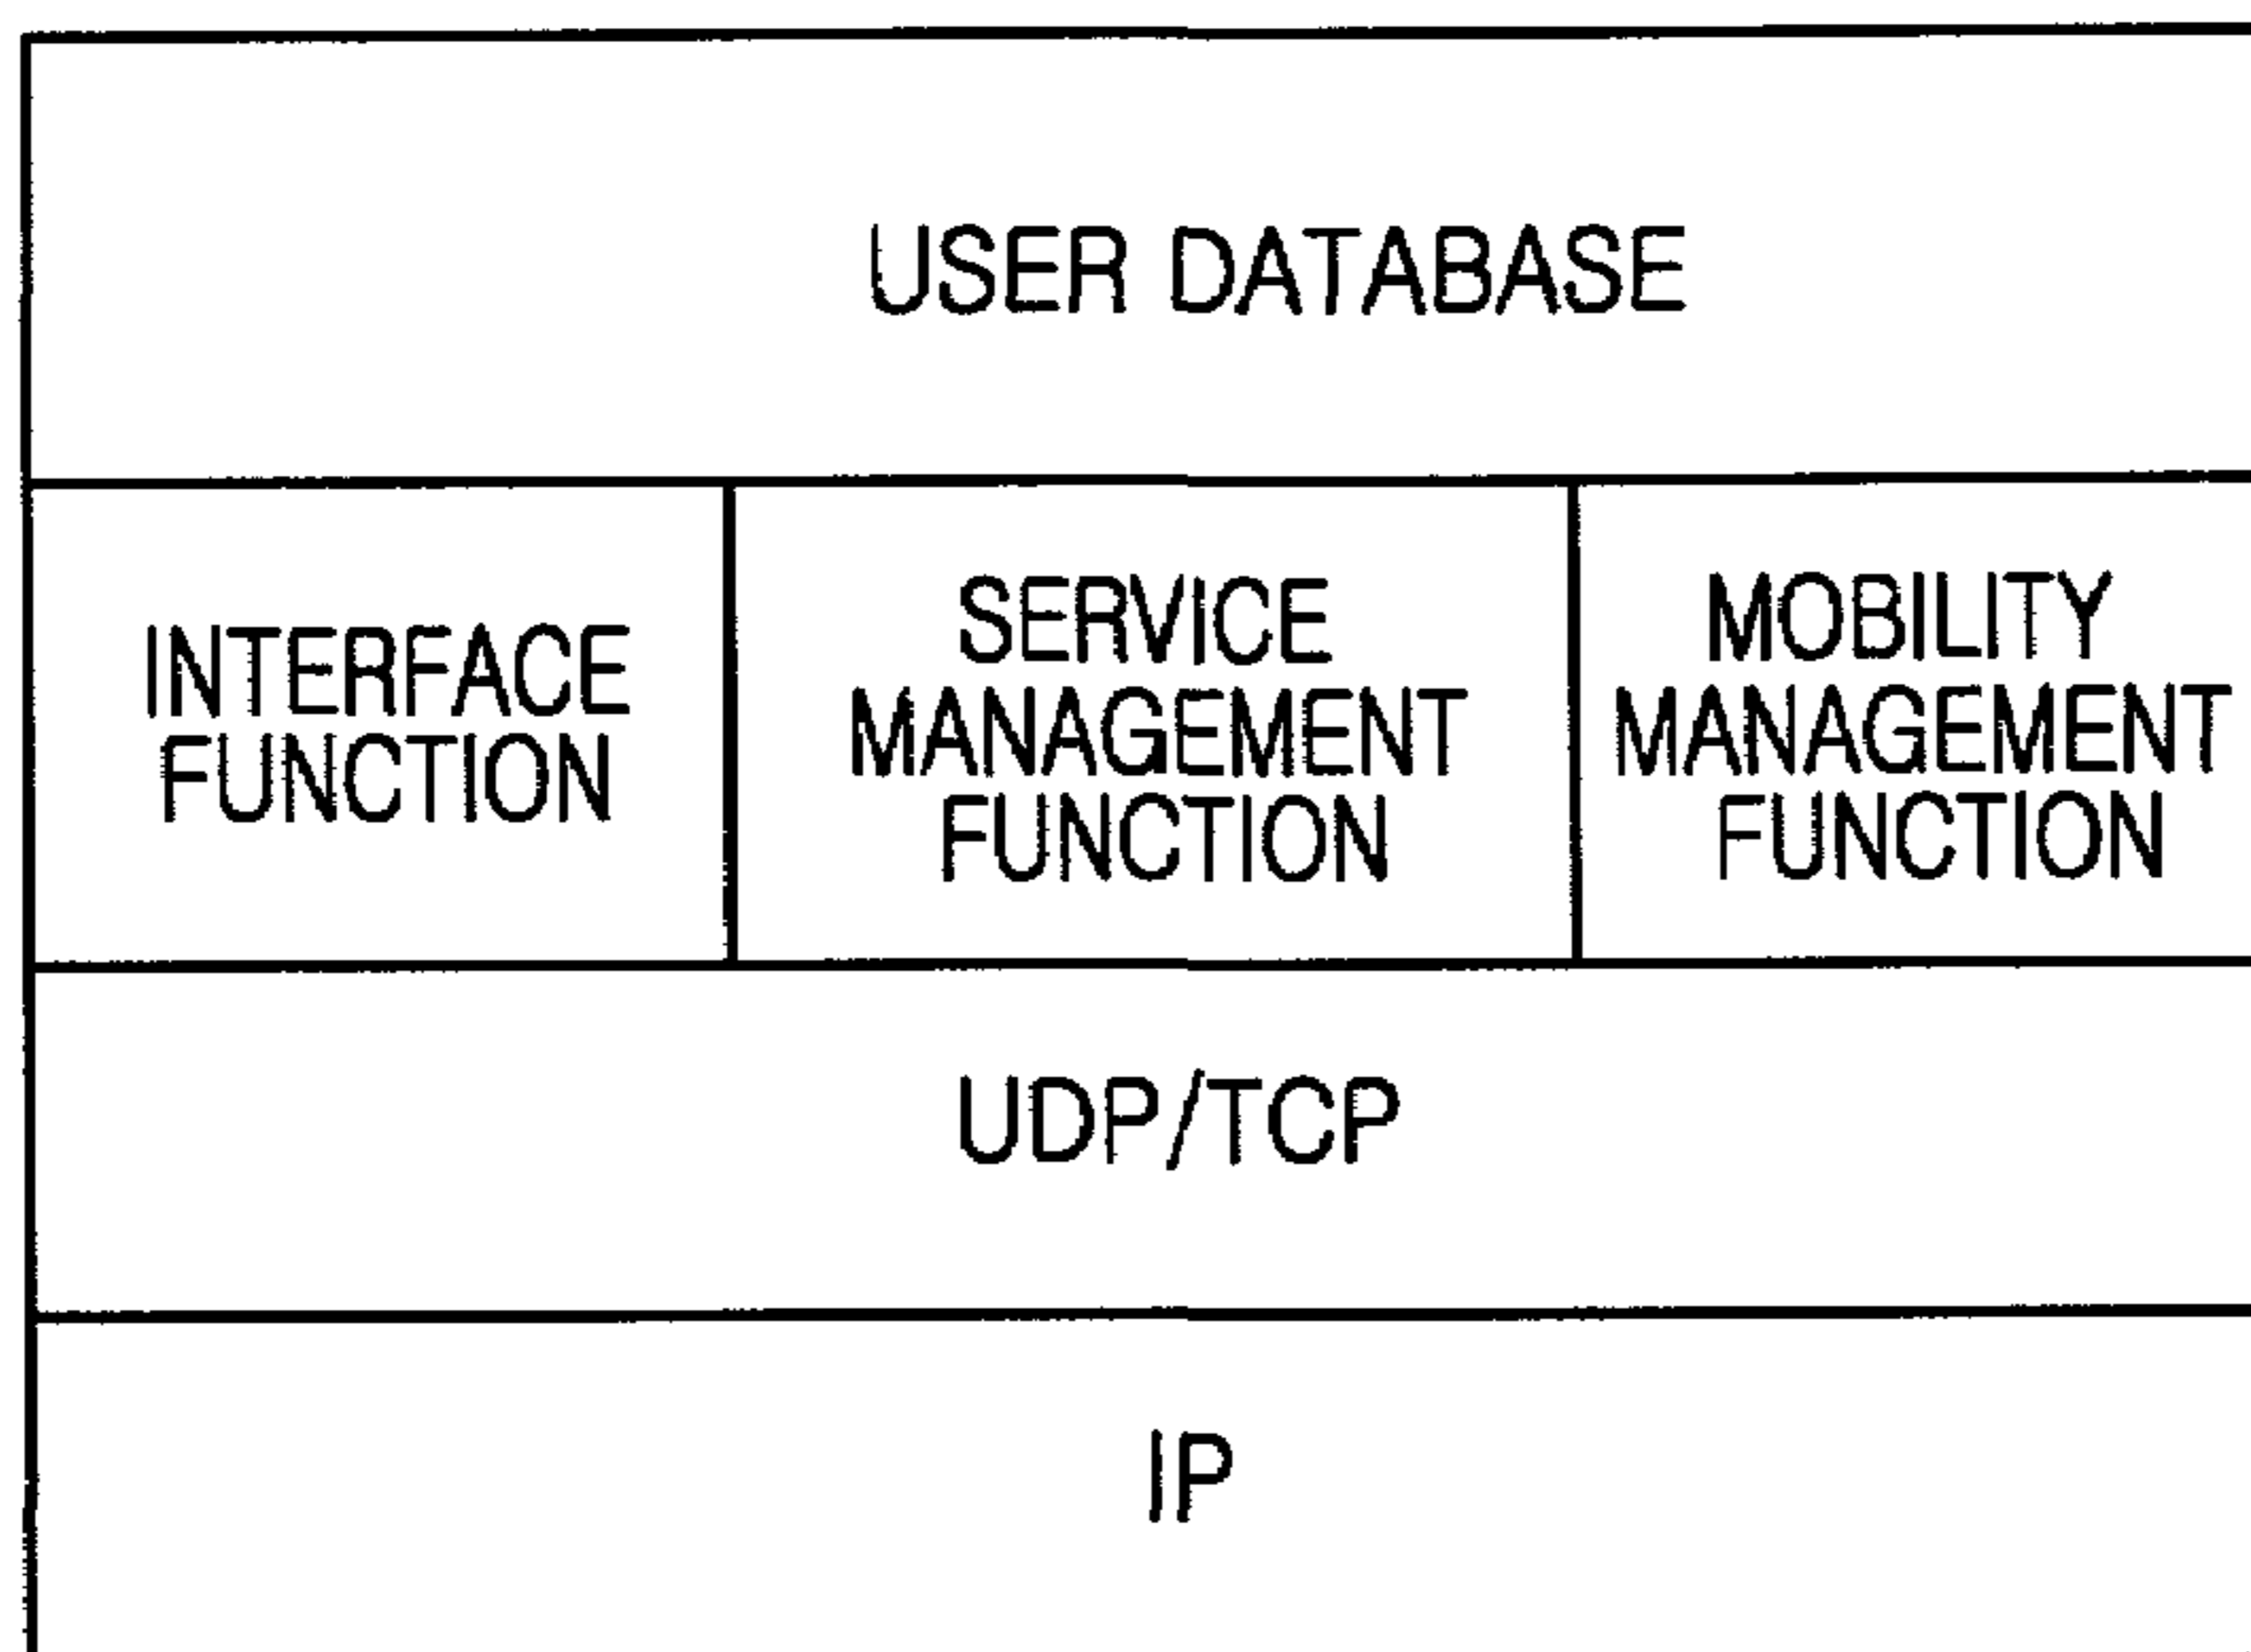 USER DATABASE
INTERFACE
FUNCTION
SERVICE
MANAGEMENT
FUNCTION
MOBILITY
MANAGEMENT
FUNCTION
UDP/TCP
IP